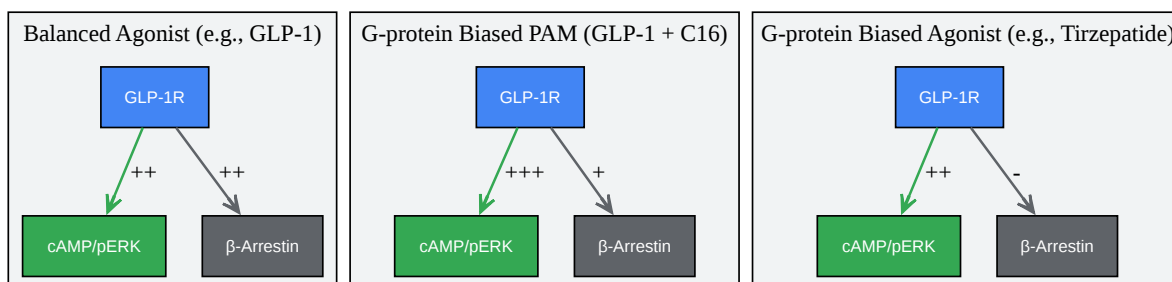 Balanced Agonist (e.g., GLP-1)
GLP-1R
++
++
cAMP/pERK
β-Arrestin
G-protein Biased PAM (GLP-1 + C16)
GLP-1R
+++
+
cAMP/pERK
β-Arrestin
G-protein Biased Agonist (e.g., Tirzepatide)
GLP-1R
++
-
cAMP/pERK
β-Arrestin